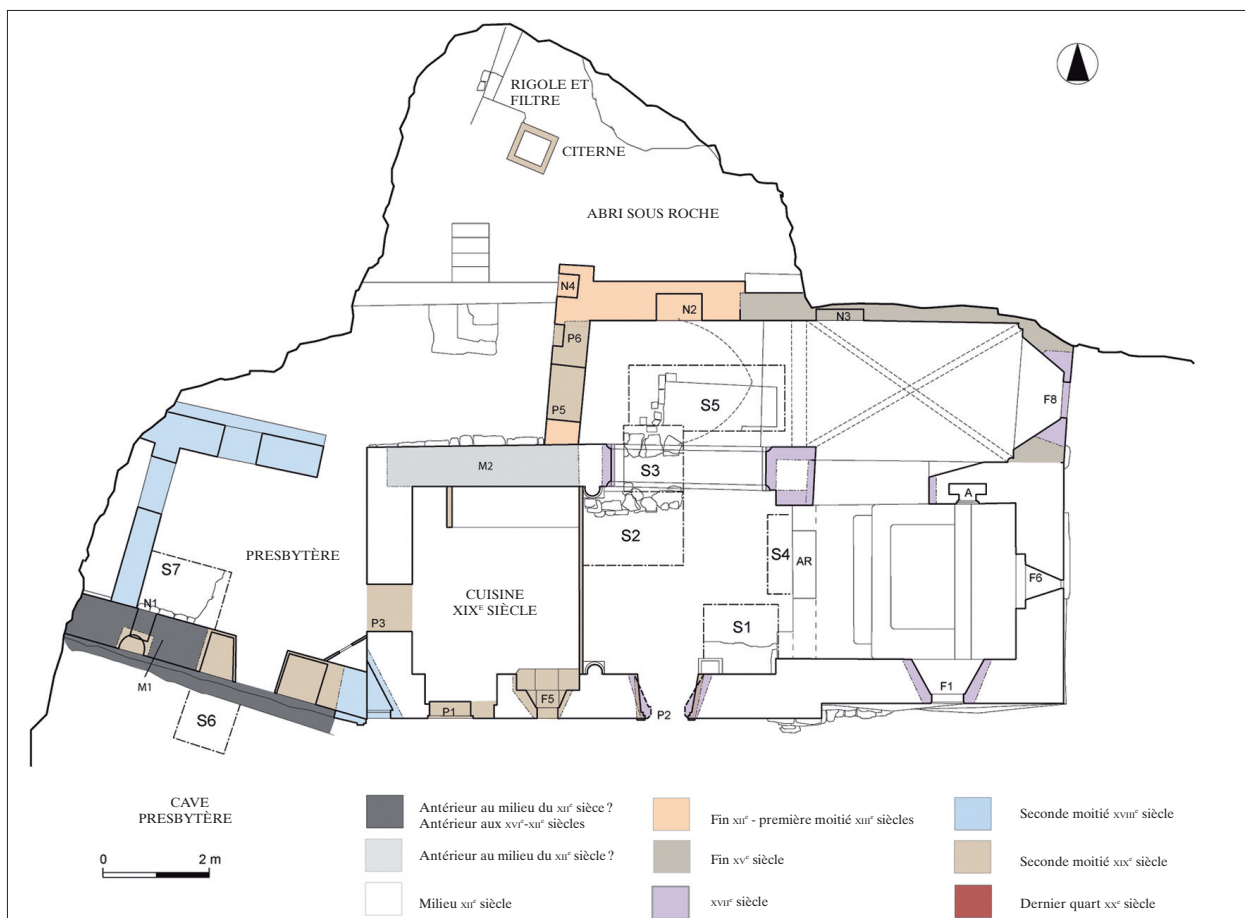 RIGOLE ET
FILTRE
CITERNE
ABRI SOUS ROCHE
N4
N2
N3
P6
P5
S5
F8
S3
M2
A
S2
S4
AR
F6
PRESBYTÈRE
S7
CUISINE
XIXᵉ SIÈCLE
N1
P3
S1
M1
F1
F5
P1
P2
S6
CAVE
PRESBYTÈRE
0 2 m
Antérieur au milieu du XIIᵉ sièce ?
Antérieur aux XVIᵉ-XIIᵉ siècles
Antérieur au milieu du XIIᵉ siècle ?
Milieu XIIᵉ siècle
Fin XIIᵉ - première moitié XIIIᵉ siècles
Fin XVᵉ siècle
XVIIᵉ siècle
Seconde moitié XVIIIᵉ siècle
Seconde moitié XIXᵉ siècle
Dernier quart XXᵉ siècle